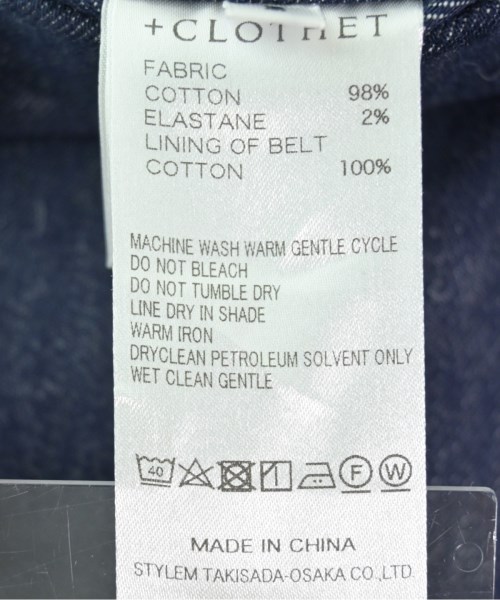 +CLOTHET
FABRIC
COTTON 98%
ELASTANE 2%
LINING OF BELT
COTTON 100%
MACHINE WASH WARM GENTLE CYCLE
DO NOT BLEACH
DO NOT TUMBLE DRY
LINE DRY IN SHADE
WARM IRON
DRYCLEAN PETROLEUM SOLVENT ONLY
WET CLEAN GENTLE
40 F W
MADE IN CHINA
STYLEM TAKISADA-OSAKA CO.,LTD.